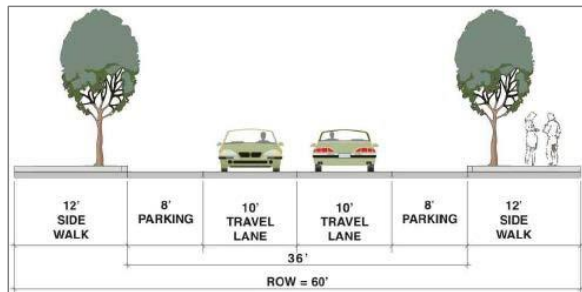 12'
SIDE
WALK
8'
PARKING
10'
TRAVEL
LANE
10'
TRAVEL
LANE
8'
PARKING
12'
SIDE
WALK
36'
ROW = 60'